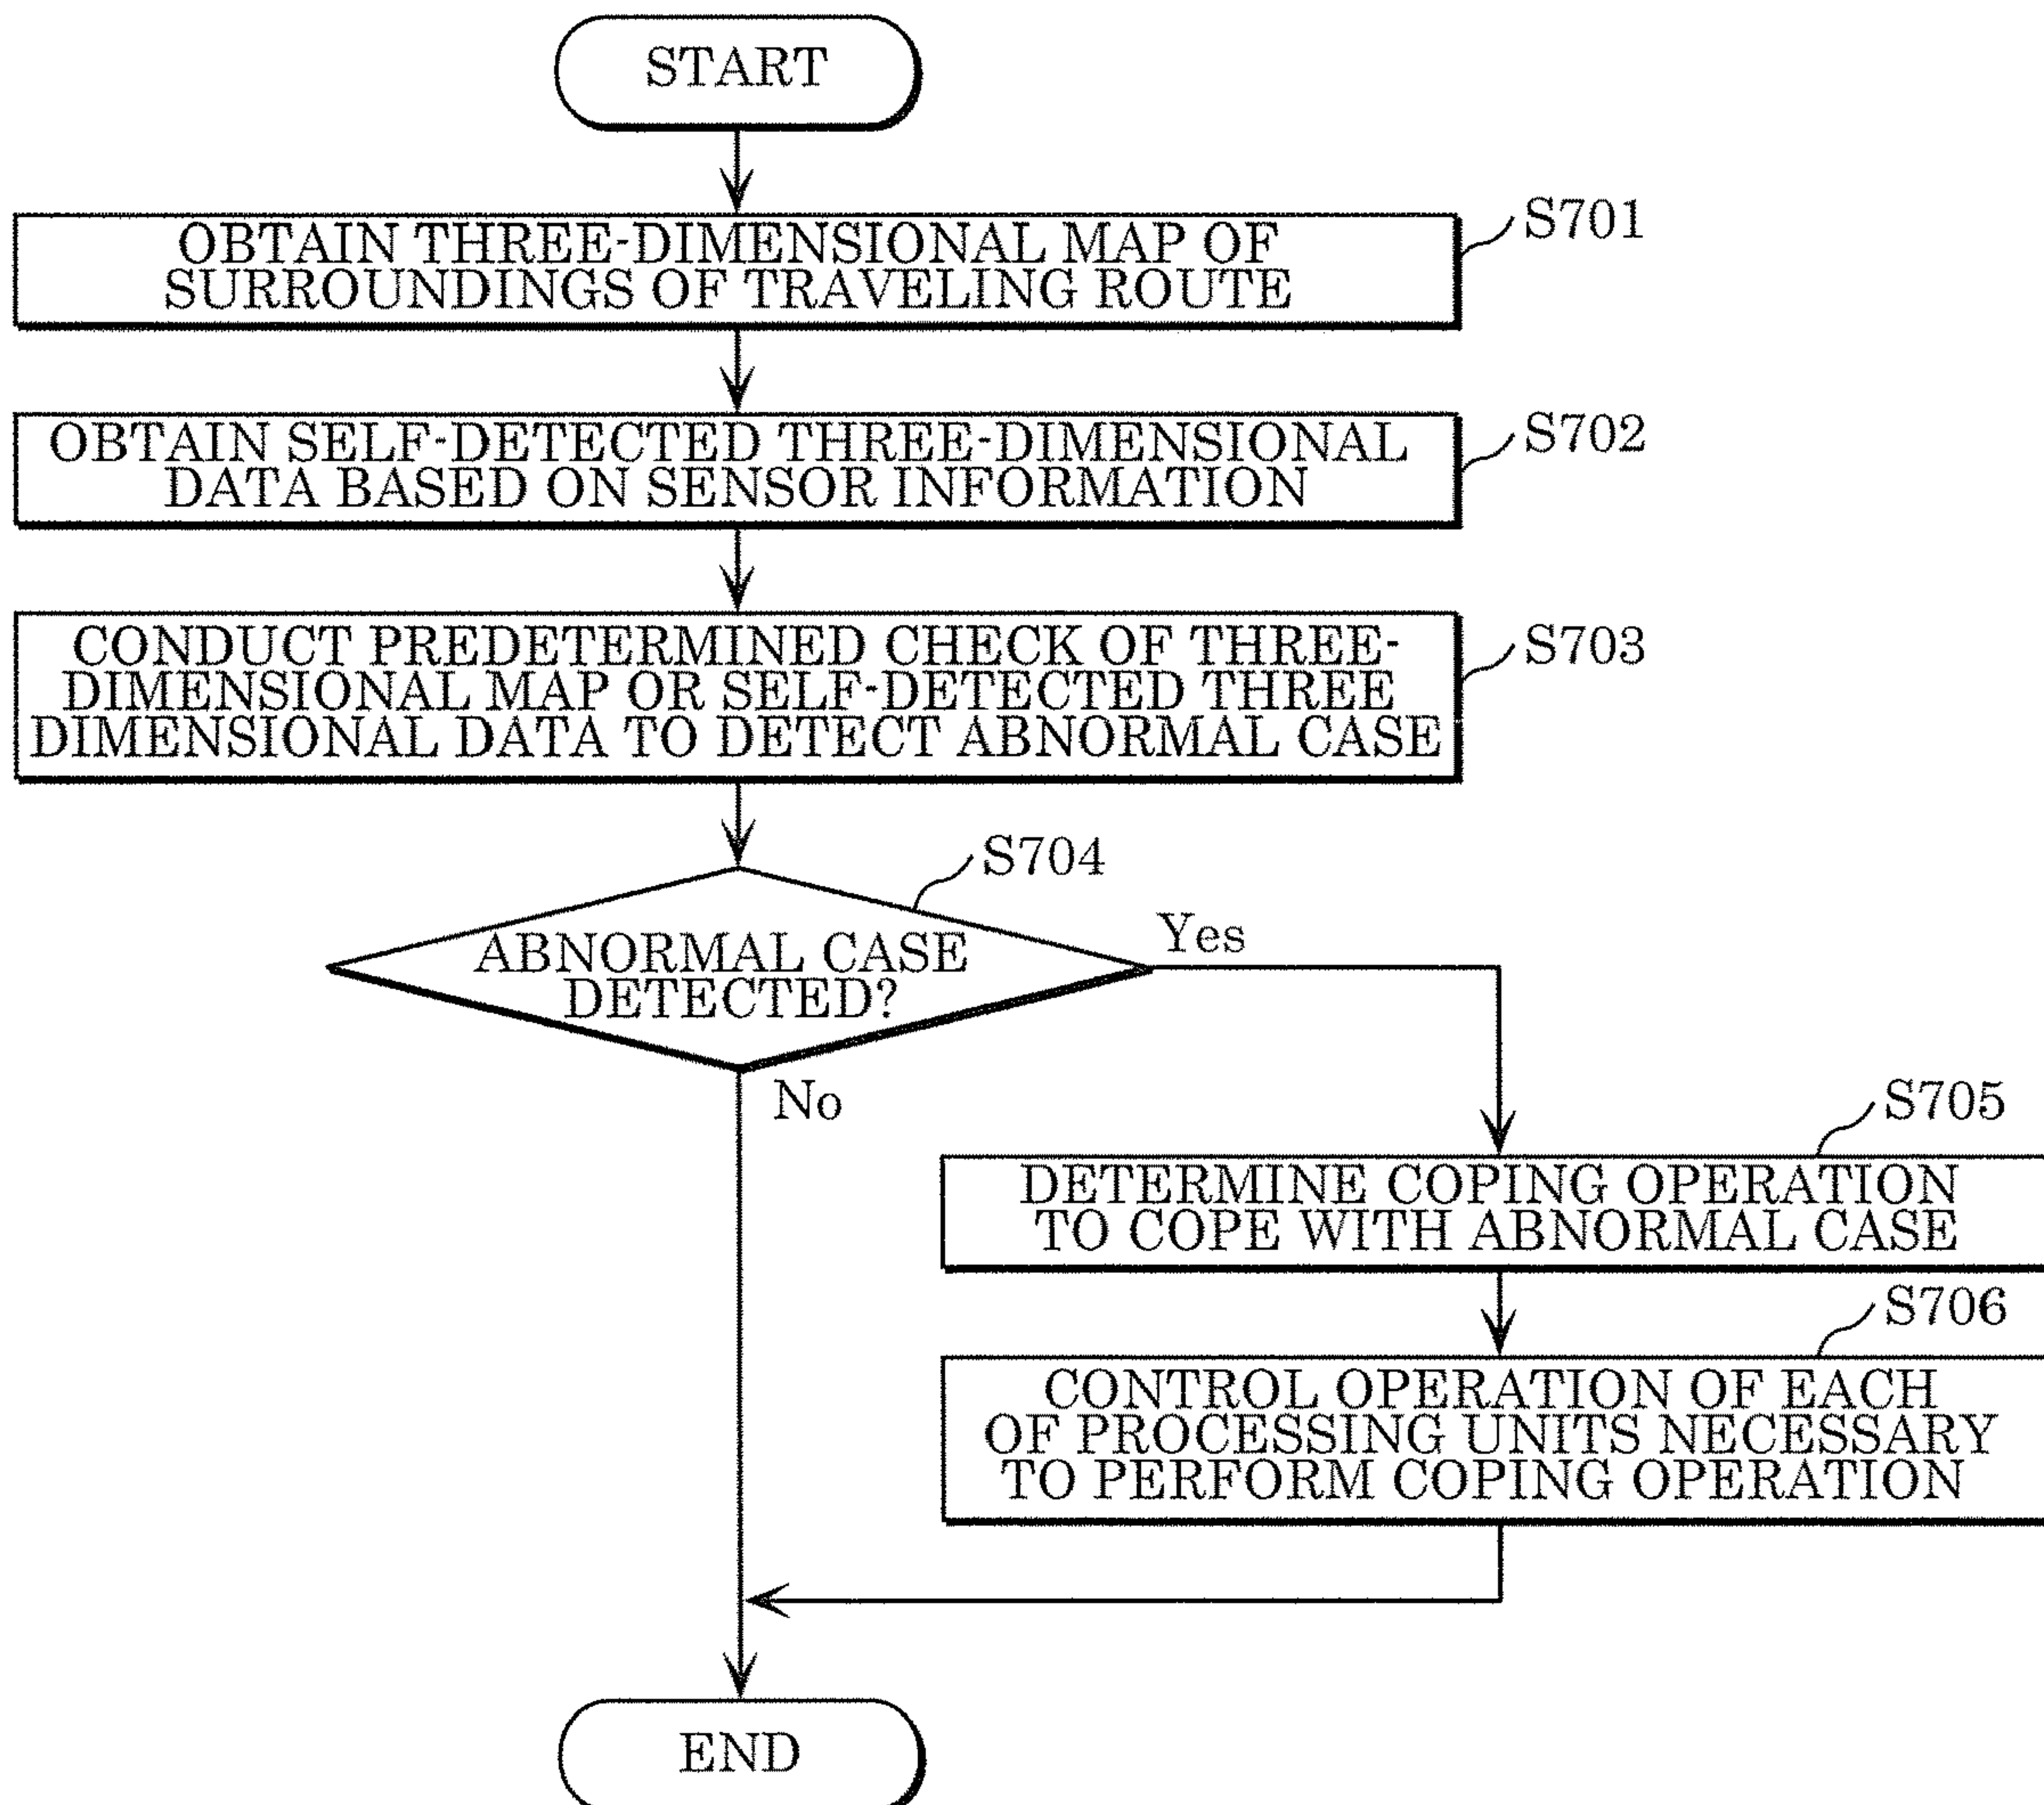 START
S701
OBTAIN THREE-DIMENSIONAL MAP OF
SURROUNDINGS OF TRAVELING ROUTE
S702
OBTAIN SELF-DETECTED THREE-DIMENSIONAL
DATA BASED ON SENSOR INFORMATION
S703
CONDUCT PREDETERMINED CHECK OF THREE-
DIMENSIONAL MAP OR SELF-DETECTED THREE
DIMENSIONAL DATA TO DETECT ABNORMAL CASE
S704
ABNORMAL CASE
DETECTED?
Yes
No
S705
DETERMINE COPING OPERATION
TO COPE WITH ABNORMAL CASE
S706
CONTROL OPERATION OF EACH
OF PROCESSING UNITS NECESSARY
TO PERFORM COPING OPERATION
END